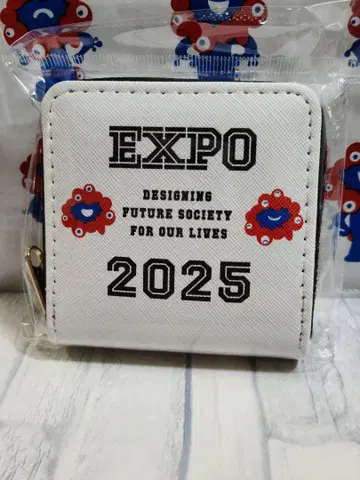 EXPO
DESIGNING
FUTURE SOCIETY
FOR OUR LIVES
2025